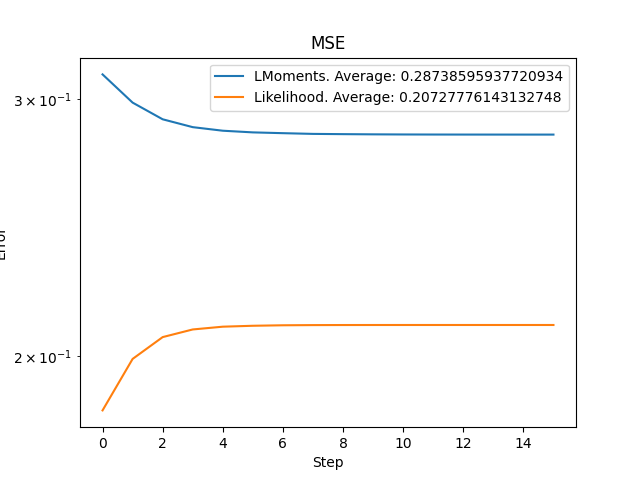 MSE
LMoments. Average: 0.28738595937720934
Likelihood. Average: 0.20727776143132748
3 × 10⁻¹
2 × 10⁻¹
Error
0 2 4 6 8 10 12 14
Step